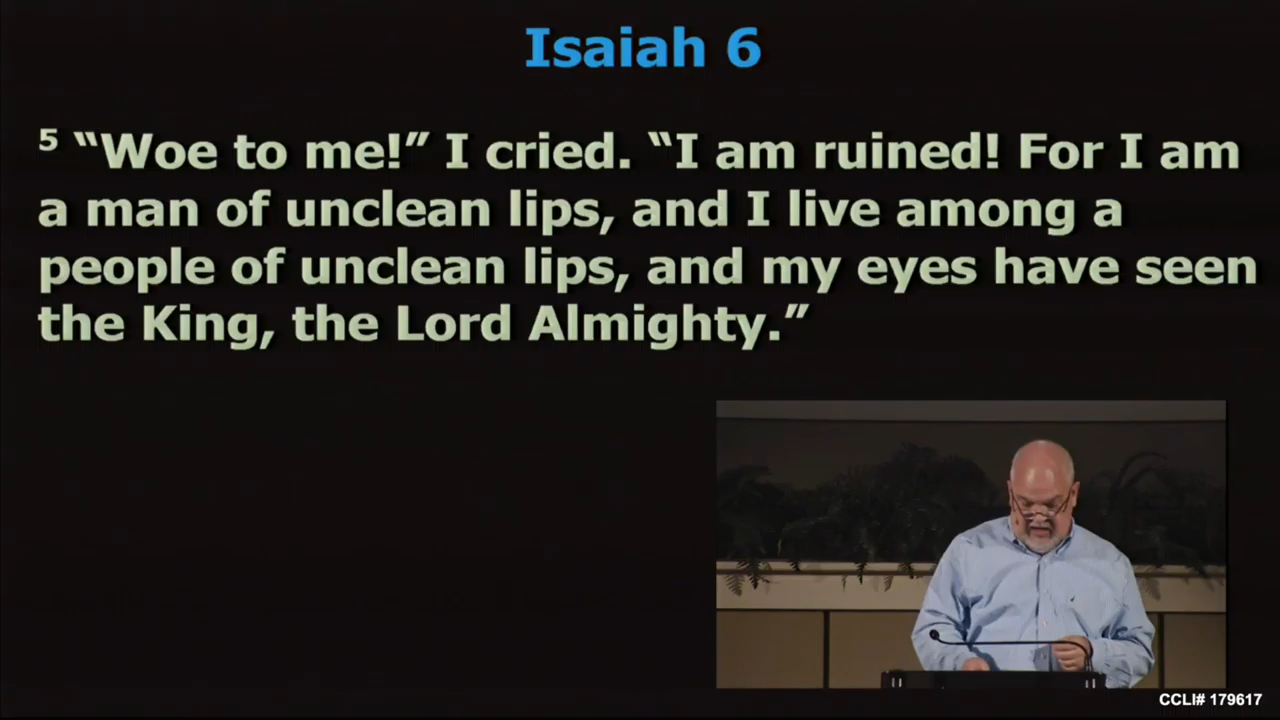 Isaiah 6
5 “Woe to me!” I cried. “I am ruined! For I am
a man of unclean lips, and I live among a
people of unclean lips, and my eyes have seen
the King, the Lord Almighty.”
CCLI# 179617